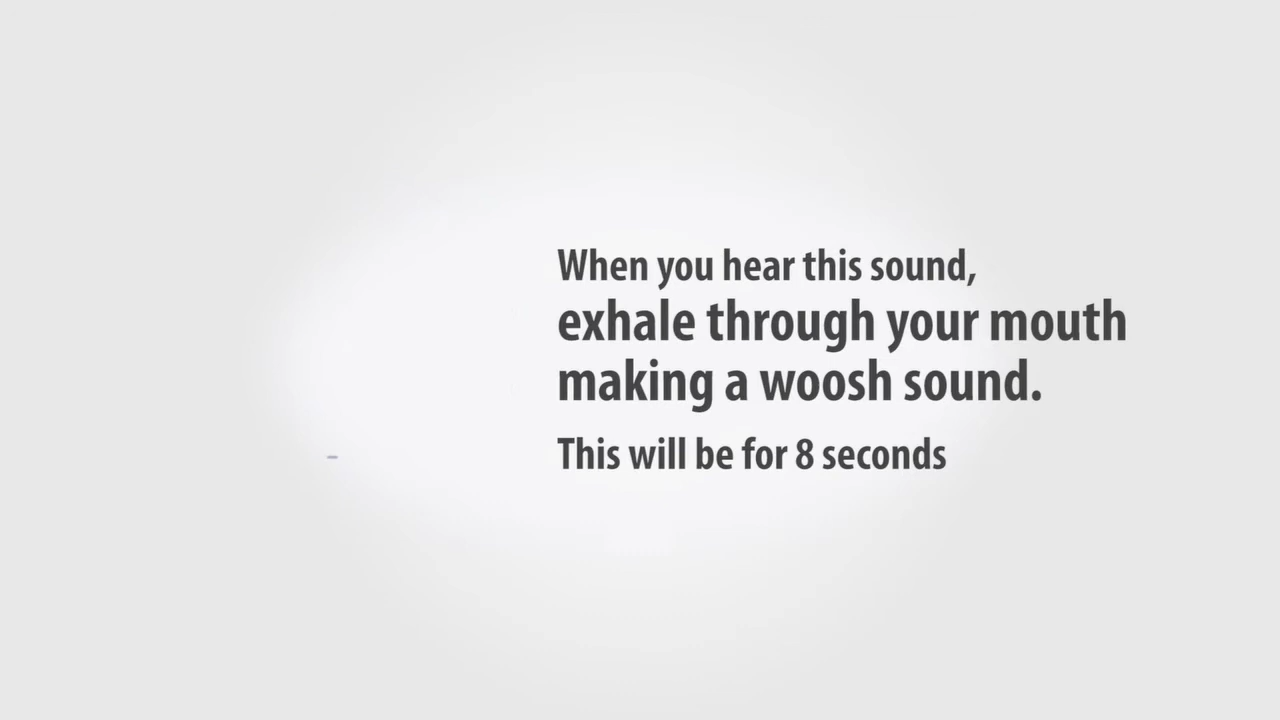 When you hear this sound,
exhale through your mouth
making a woosh sound.
This will be for 8 seconds